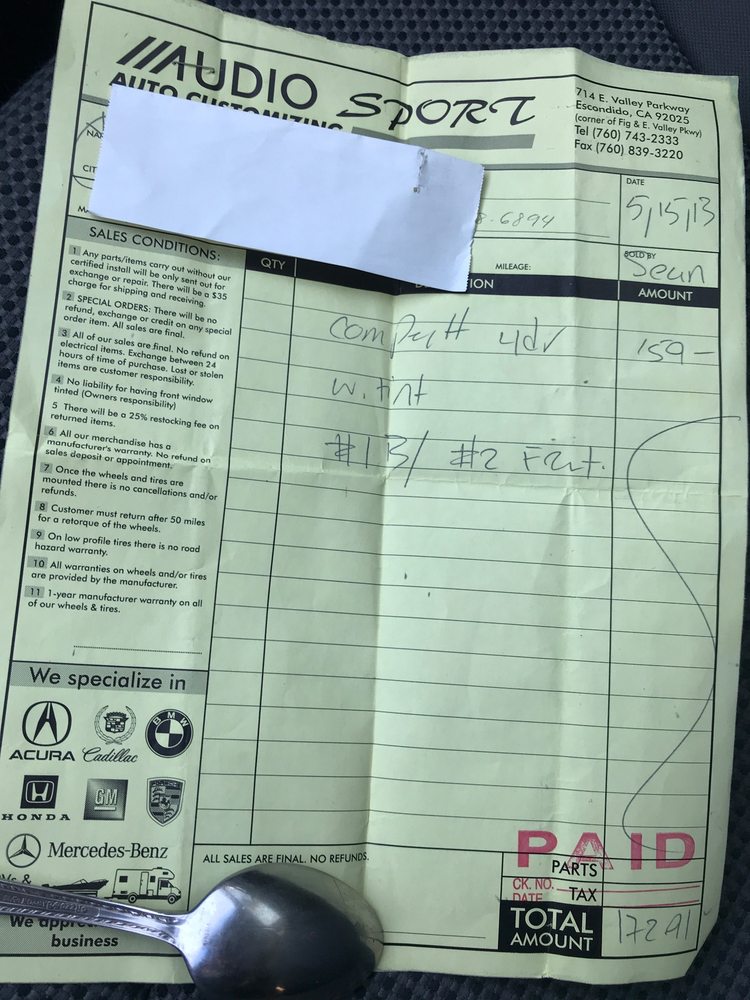 AUDIO SPORT
AUTO CUSTOMIZING
714 E. Valley Parkway
Escondido, CA 92025
(corner of Fig & E. Valley Pkwy)
Tel (760) 743-2333
Fax (760) 839-3220
DATE
5,15,13
8-6894
SOLD BY
Sean
MILEAGE:
QTY
AMOUNT
SALES CONDITIONS:
1 Any parts/items carry out without our
certified install will be only sent out for
exchange or repair. There will be a $35
charge for shipping and receiving.
2 SPECIAL ORDERS: There will be no
refund, exchange or credit on any special
order item. All sales are final.
3 All of our sales are final. No refund on
electrical items. Exchange between 24
hours of time of purchase. Lost or stolen
items are customer responsibility.
4 No liability for having front window
tinted (Owners responsibility)
5 There will be a 25% restocking fee on
returned items.
6 All our merchandise has a
manufacturer's warranty. No refund on
sales deposit or appointment.
7 Once the wheels and tires are
mounted there is no cancellations and/or
refunds.
8 Customer must return after 50 miles
for a retorque of the wheels.
9 On low profile tires there is no road
hazard warranty.
10 All warranties on wheels and/or tires
are provided by the manufacturer.
11 1-year manufacturer warranty on all
of our wheels & tires.
4dr
159-
w. tint
#1 B/ #2
We specialize in
ACURA
Cadillac
BMW
HONDA
GM
Mercedes-Benz
We
business
ALL SALES ARE FINAL. NO REFUNDS.
PAID
PARTS
CK. NO.
TAX
DATE
TOTAL
AMOUNT
172 91